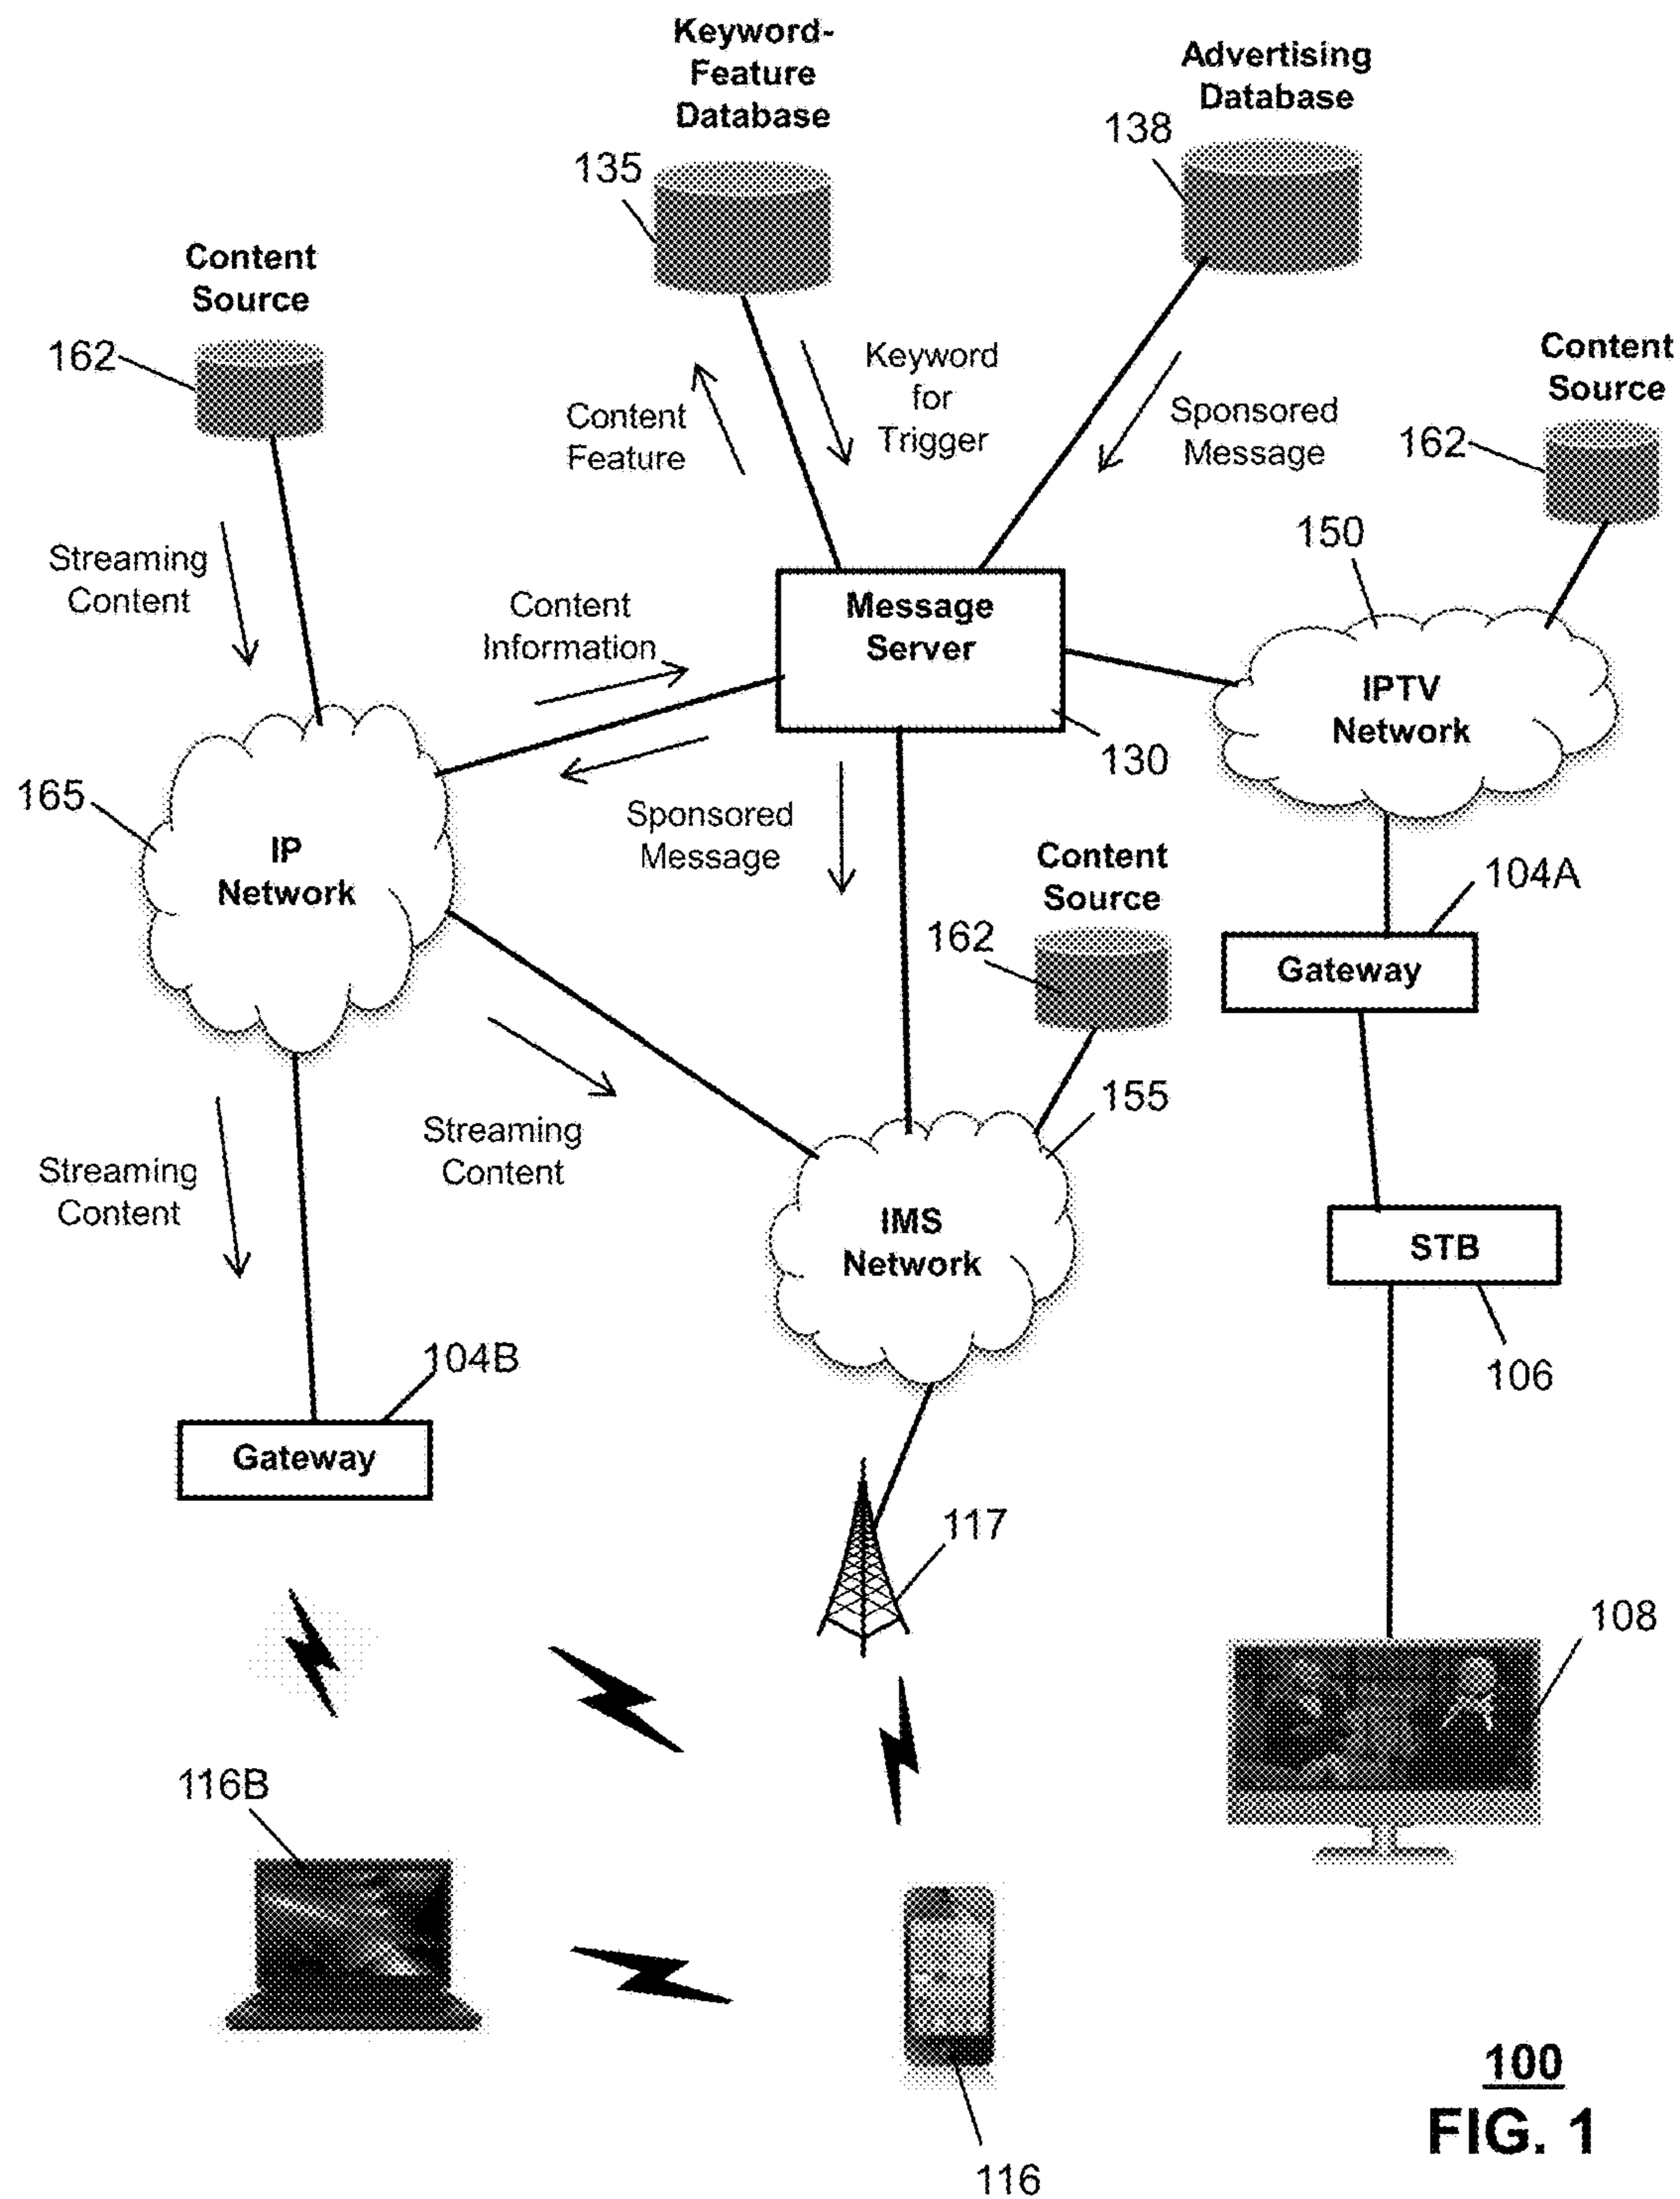 Keyword-
Feature
Database
135
Advertising
Database
138
Content
Source
162
Content
Feature
Keyword
for
Trigger
Sponsored
Message
Content
Source
162
150
Streaming
Content
Content
Information
Message
Server
130
IPTV
Network
165
IP
Network
Sponsored
Message
Content
Source
162
104A
Gateway
155
Streaming
Content
Streaming
Content
IMS
Network
STB
106
104B
Gateway
117
108
116B
116
100
FIG. 1